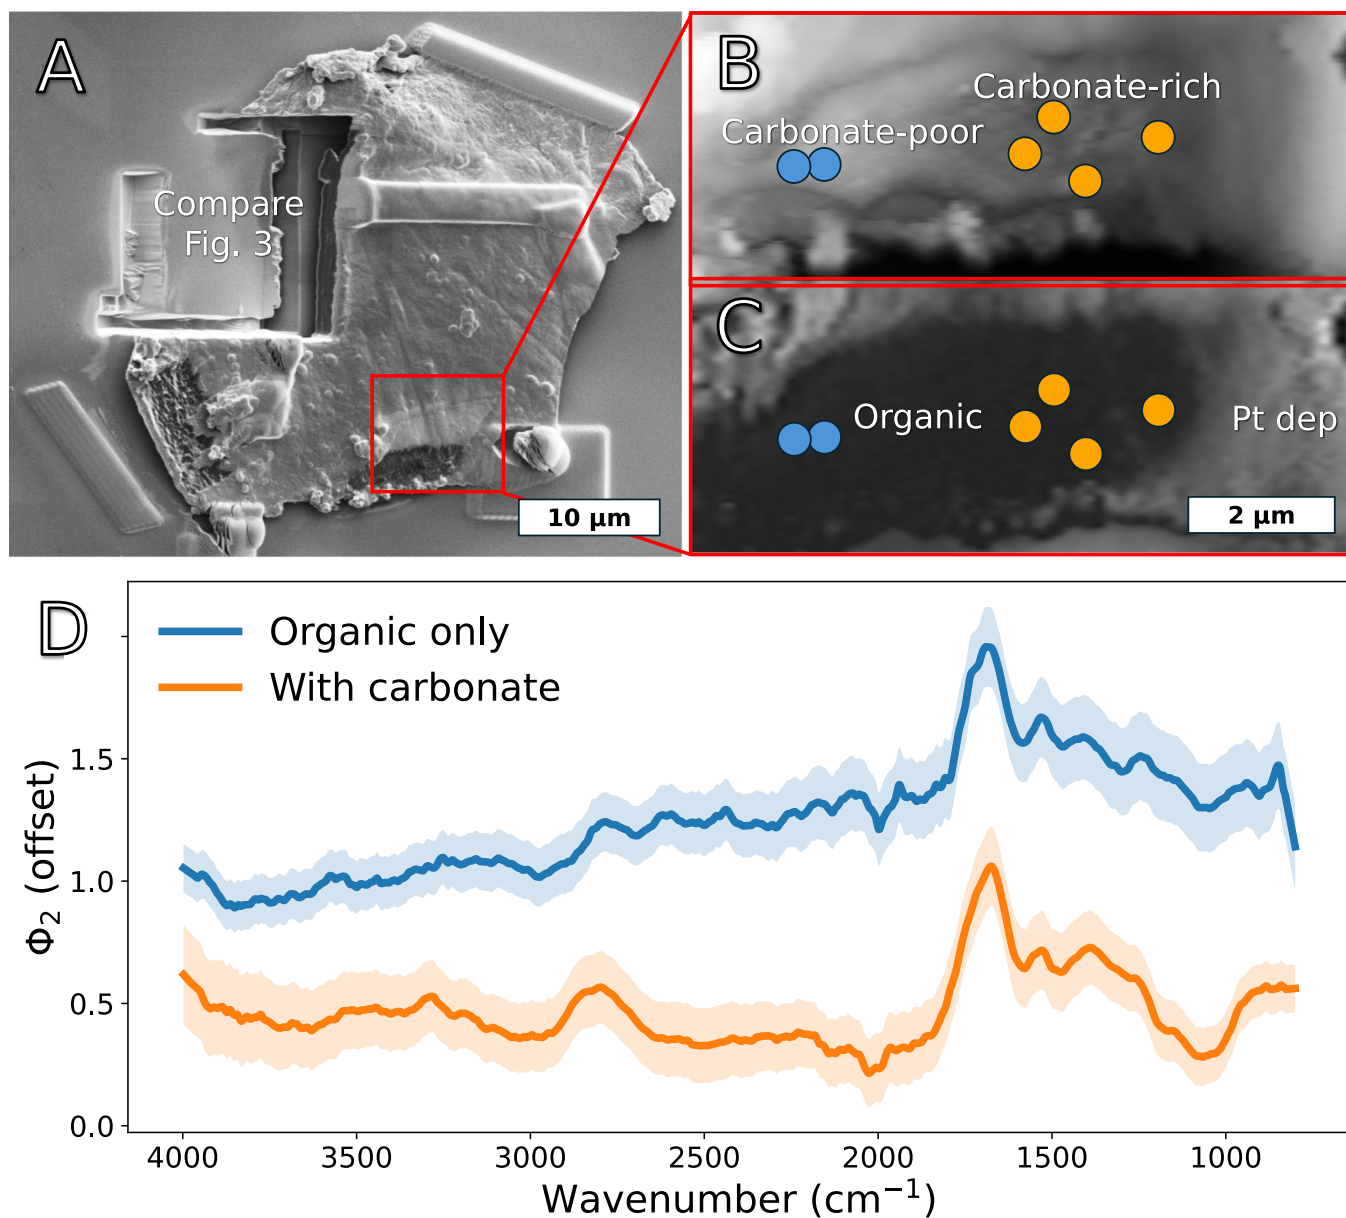 A
Compare
Fig. 3
10 μm
B
Carbonate-rich
Carbonate-poor
C
Organic
Pt dep
2 μm
D
Organic only
With carbonate
1.5
1.0
0.5
0.0
Φ₂ (offset)
4000 3500 3000 2500 2000 1500 1000
Wavenumber (cm⁻¹)